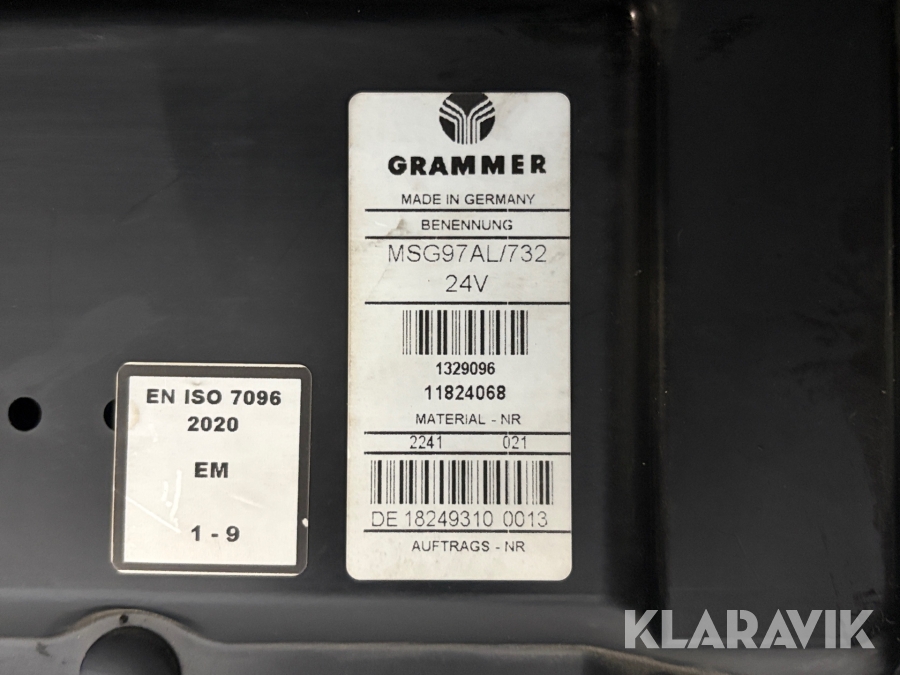 GRAMMER
MADE IN GERMANY
BENENNUNG
MSG97AL/732
24V
1329096
11824068
MATERIAL - NR
2241 021
DE 18249310 0013
AUFTRAGS - NR
EN ISO 7096
2020
EM
1 - 9
KLARAVIK